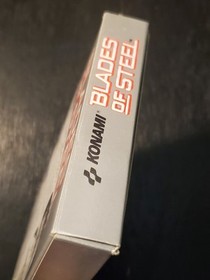 BLADES
OF STEEL
KONAMI